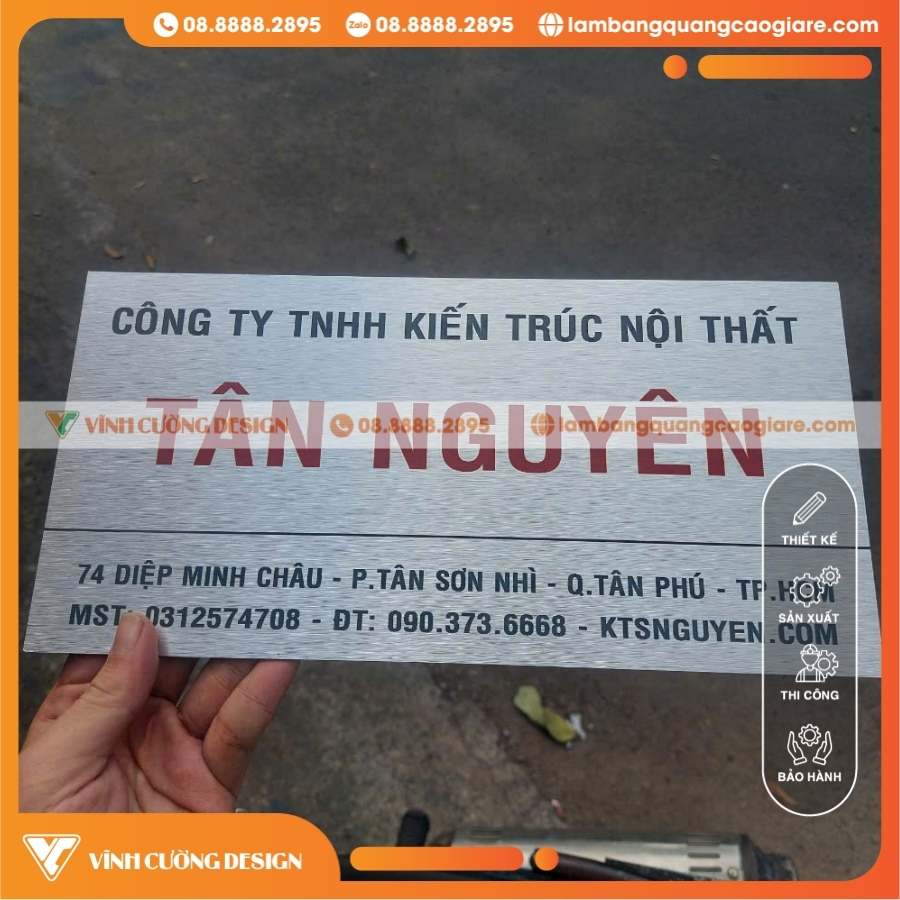 08.8888.2895 Zalo 08.8888.2895 lambangquangcaogiare.com
CÔNG TY TNHH KIẾN TRÚC NỘI THẤT
TÂN NGUYÊN
VĨNH CƯỜNG DESIGN 08.8888.2895 lambangquangcaogiare.com
74 DIỆP MINH CHÂU - P.TÂN SƠN NHÌ - Q.TÂN PHÚ - TP.HCM
MST: 0312574708 - ĐT: 090.373.6668 - KTSNGUYEN.COM
THIẾT KẾ
SẢN XUẤT
THI CÔNG
BẢO HÀNH
VĨNH CƯỜNG DESIGN